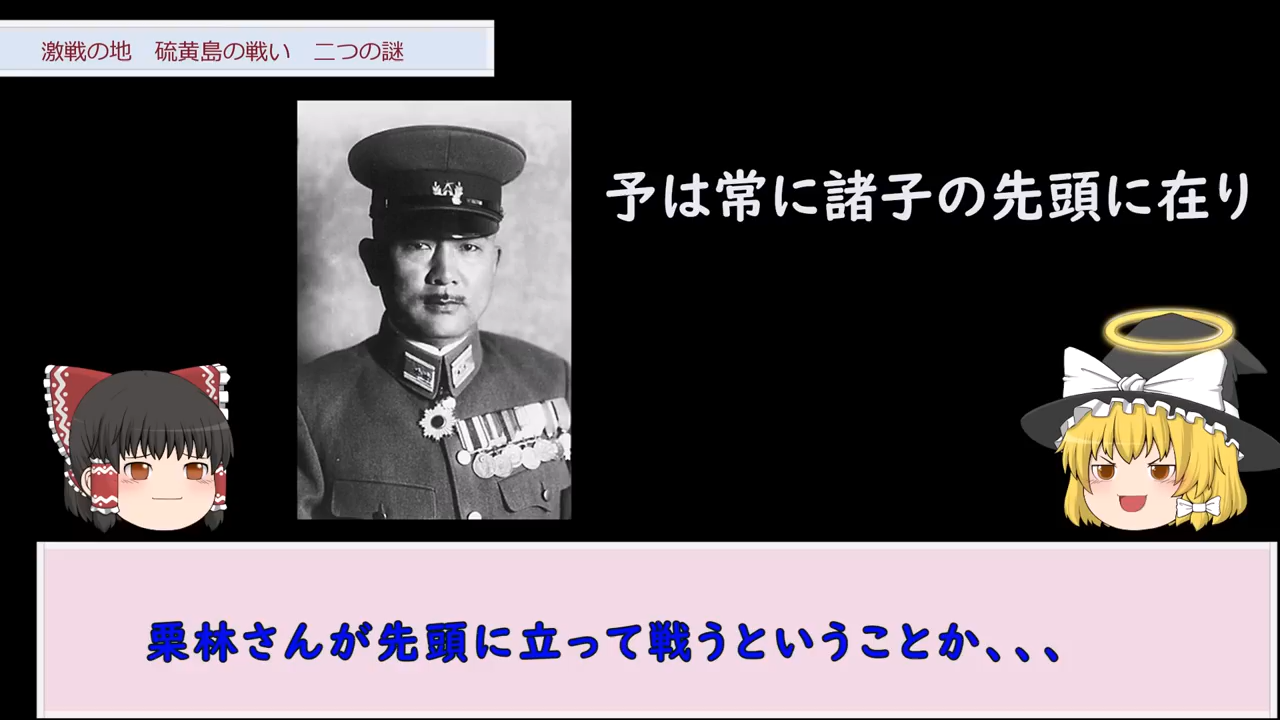 激戦の地　硫黄島の戦い　二つの謎
予は常に諸子の先頭に在り
栗林さんが先頭に立って戦うということか、、、